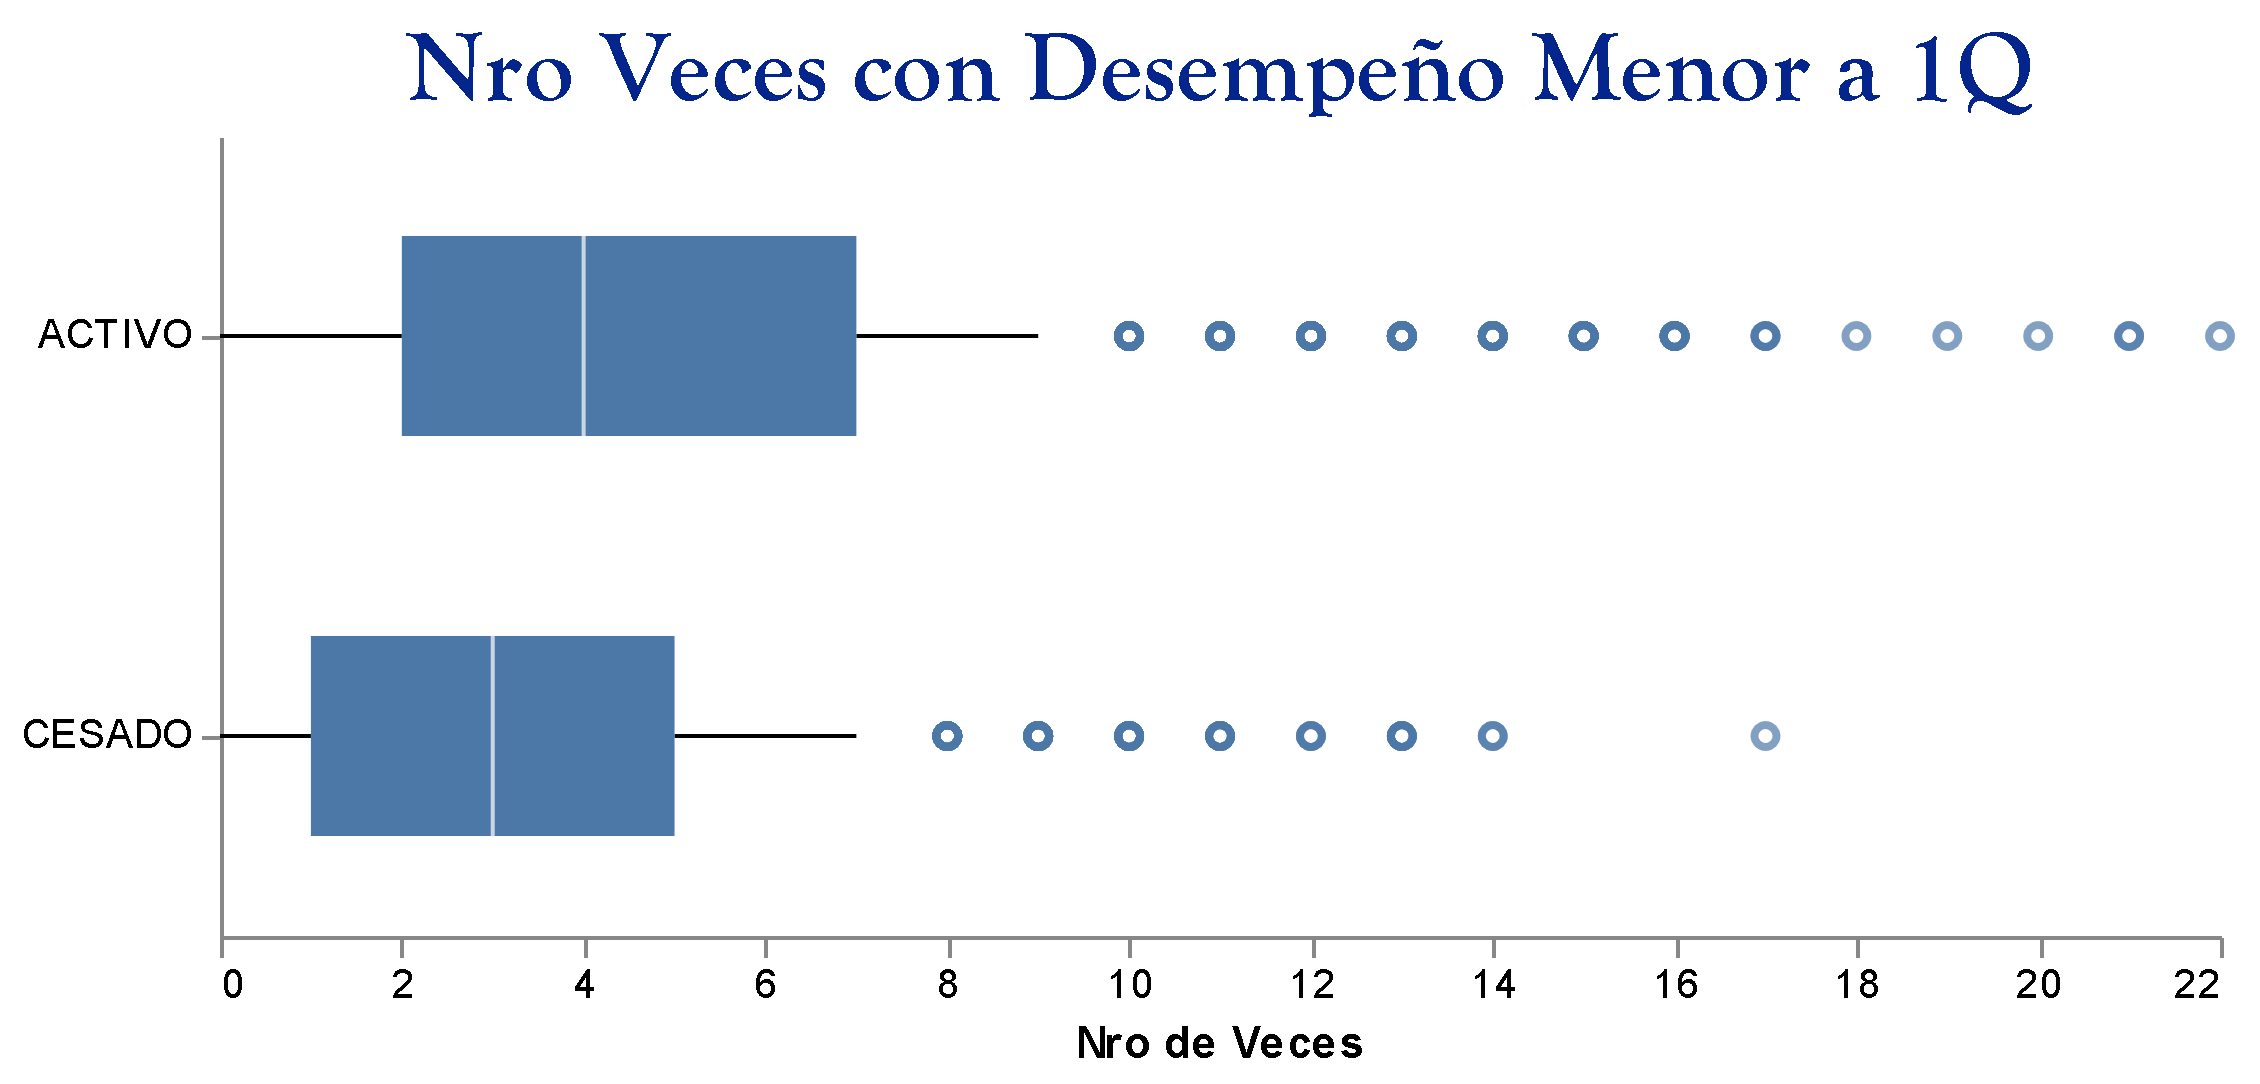 Nro Veces con Desempeño Menor a 1Q
ACTIVO
CESADO
0 2 4 6 8 10 12 14 16 18 20 22
Nro de Veces